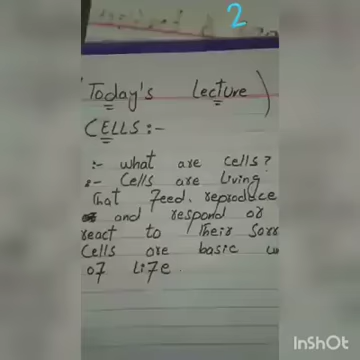 2
Today's Lecture)
CELLS:-
:- what are cells?
:- Cells are Living
That Feed, reproduce
and respond or
react to Their
Cells are basic
of Life.
InShOt